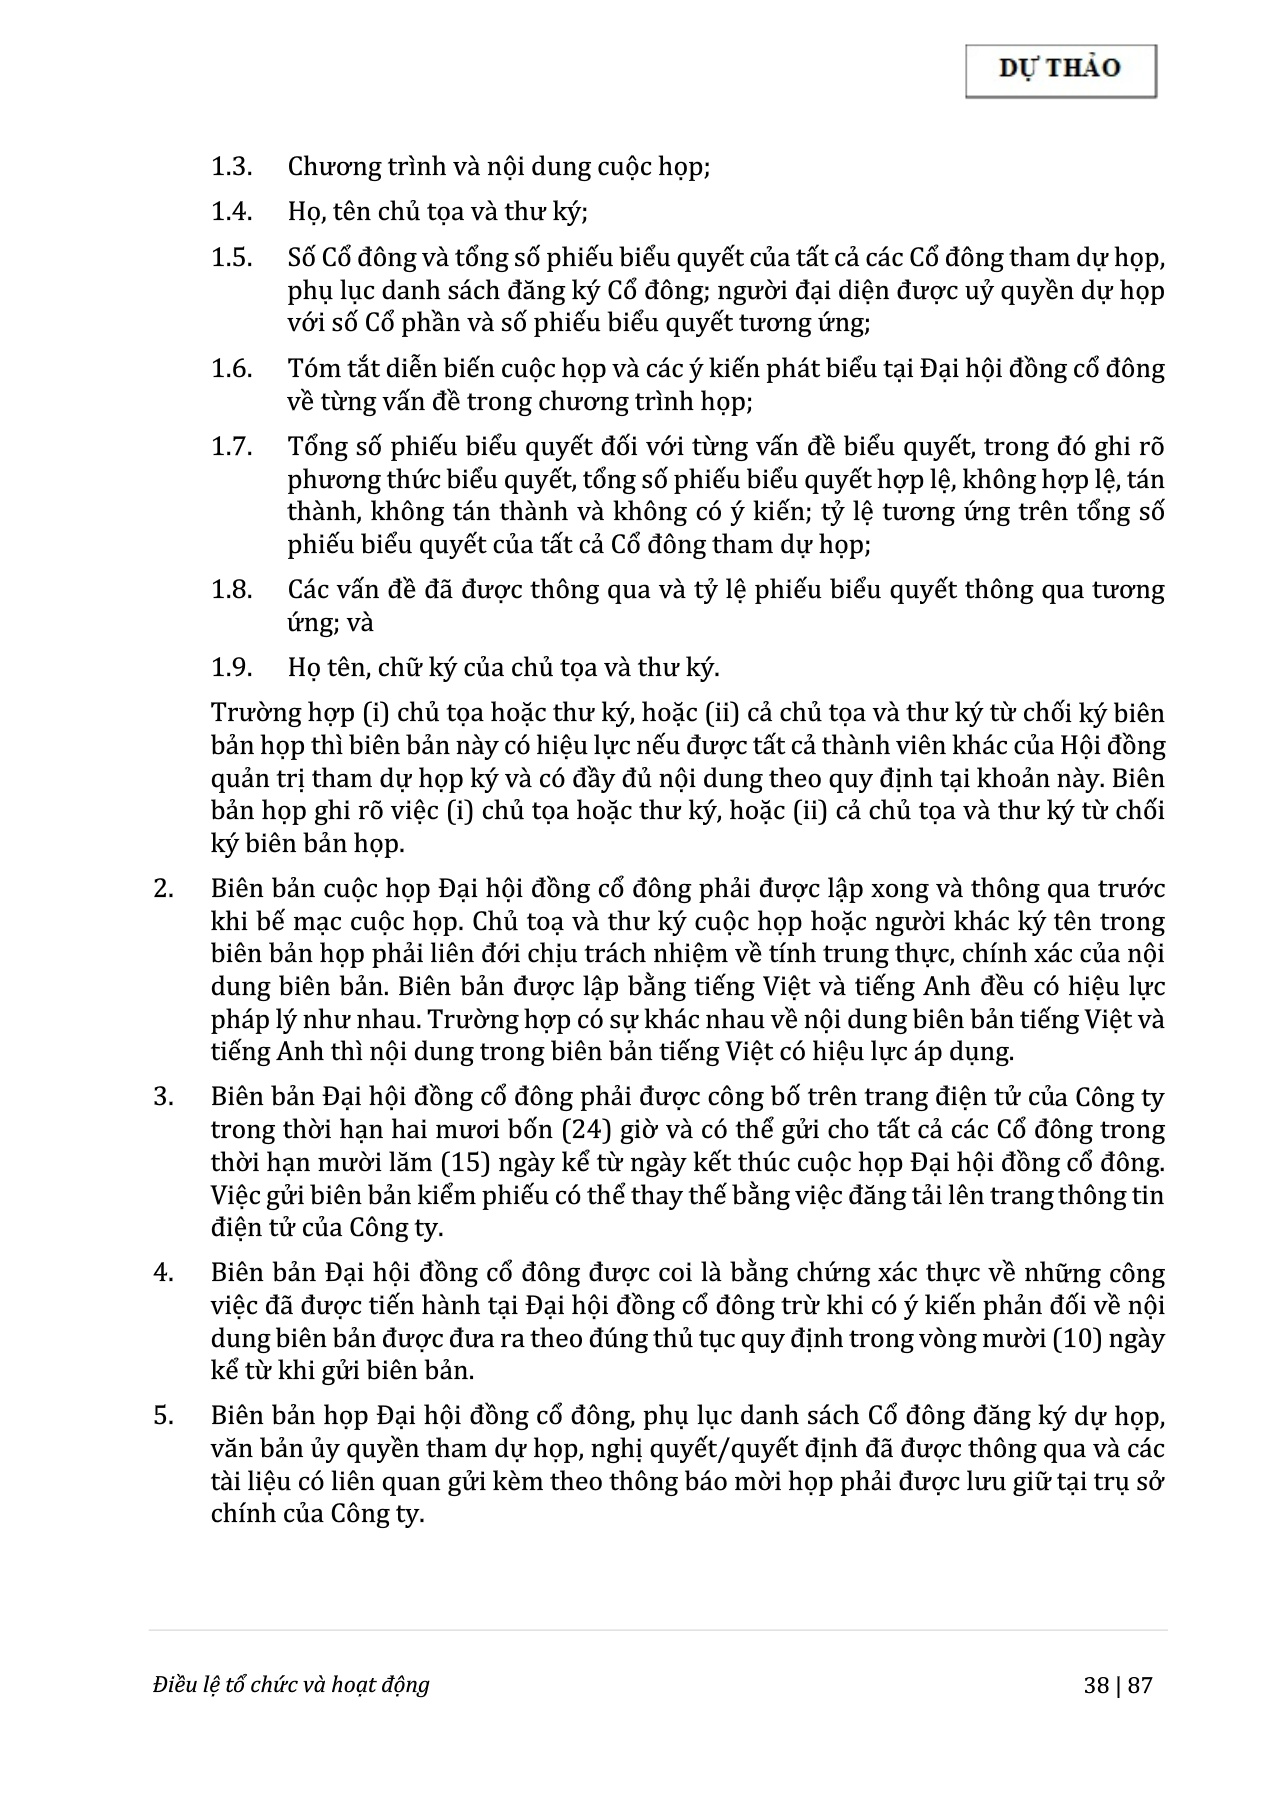 DỰ THẢO
1.3. Chương trình và nội dung cuộc họp;
1.4. Họ, tên chủ tọa và thư ký;
1.5. Số Cổ đông và tổng số phiếu biểu quyết của tất cả các Cổ đông tham dự họp,
phụ lục danh sách đăng ký Cổ đông; người đại diện được uỷ quyền dự họp
với số Cổ phần và số phiếu biểu quyết tương ứng;
1.6. Tóm tắt diễn biến cuộc họp và các ý kiến phát biểu tại Đại hội đồng cổ đông
về từng vấn đề trong chương trình họp;
1.7. Tổng số phiếu biểu quyết đối với từng vấn đề biểu quyết, trong đó ghi rõ
phương thức biểu quyết, tổng số phiếu biểu quyết hợp lệ, không hợp lệ, tán
thành, không tán thành và không có ý kiến; tỷ lệ tương ứng trên tổng số
phiếu biểu quyết của tất cả Cổ đông tham dự họp;
1.8. Các vấn đề đã được thông qua và tỷ lệ phiếu biểu quyết thông qua tương
ứng; và
1.9. Họ tên, chữ ký của chủ tọa và thư ký.
Trường hợp (i) chủ tọa hoặc thư ký, hoặc (ii) cả chủ tọa và thư ký từ chối ký biên
bản họp thì biên bản này có hiệu lực nếu được tất cả thành viên khác của Hội đồng
quản trị tham dự họp ký và có đầy đủ nội dung theo quy định tại khoản này. Biên
bản họp ghi rõ việc (i) chủ tọa hoặc thư ký, hoặc (ii) cả chủ tọa và thư ký từ chối
ký biên bản họp.
2. Biên bản cuộc họp Đại hội đồng cổ đông phải được lập xong và thông qua trước
khi bế mạc cuộc họp. Chủ toạ và thư ký cuộc họp hoặc người khác ký tên trong
biên bản họp phải liên đới chịu trách nhiệm về tính trung thực, chính xác của nội
dung biên bản. Biên bản được lập bằng tiếng Việt và tiếng Anh đều có hiệu lực
pháp lý như nhau. Trường hợp có sự khác nhau về nội dung biên bản tiếng Việt và
tiếng Anh thì nội dung trong biên bản tiếng Việt có hiệu lực áp dụng.
3. Biên bản Đại hội đồng cổ đông phải được công bố trên trang điện tử của Công ty
trong thời hạn hai mươi bốn (24) giờ và có thể gửi cho tất cả các Cổ đông trong
thời hạn mười lăm (15) ngày kể từ ngày kết thúc cuộc họp Đại hội đồng cổ đông.
Việc gửi biên bản kiểm phiếu có thể thay thế bằng việc đăng tải lên trang thông tin
điện tử của Công ty.
4. Biên bản Đại hội đồng cổ đông được coi là bằng chứng xác thực về những công
việc đã được tiến hành tại Đại hội đồng cổ đông trừ khi có ý kiến phản đối về nội
dung biên bản được đưa ra theo đúng thủ tục quy định trong vòng mười (10) ngày
kể từ khi gửi biên bản.
5. Biên bản họp Đại hội đồng cổ đông, phụ lục danh sách Cổ đông đăng ký dự họp,
văn bản ủy quyền tham dự họp, nghị quyết/quyết định đã được thông qua và các
tài liệu có liên quan gửi kèm theo thông báo mời họp phải được lưu giữ tại trụ sở
chính của Công ty.
Điều lệ tổ chức và hoạt động 38 | 87